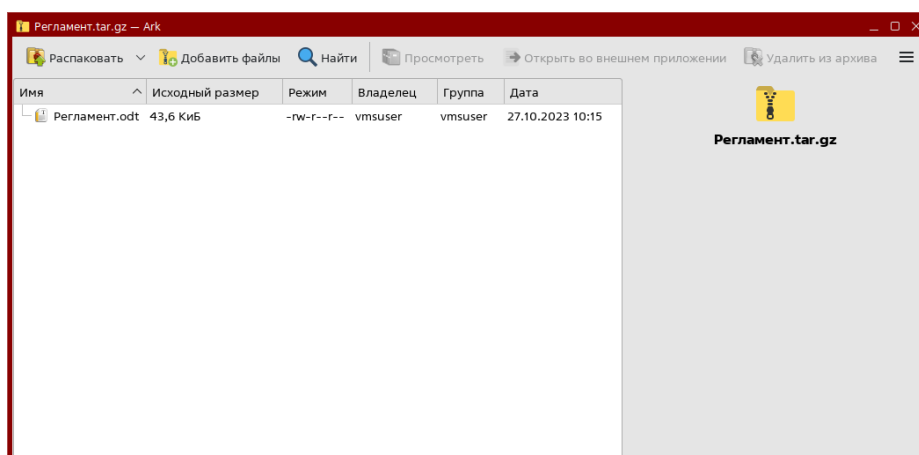 Регламент.tar.gz — Ark
Распаковать Добавить файлы Найти Просмотреть Открыть во внешнем приложении Удалить из архива
Имя Исходный размер Режим Владелец Группа Дата
Регламент.odt 43,6 КиБ -rw-r--r-- vmsuser vmsuser 27.10.2023 10:15
Регламент.tar.gz